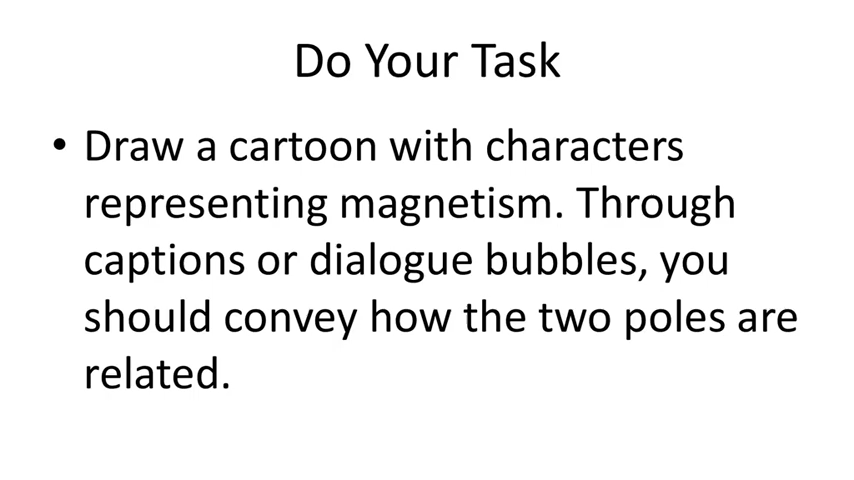 Do Your Task
• Draw a cartoon with characters
representing magnetism. Through
captions or dialogue bubbles, you
should convey how the two poles are
related.